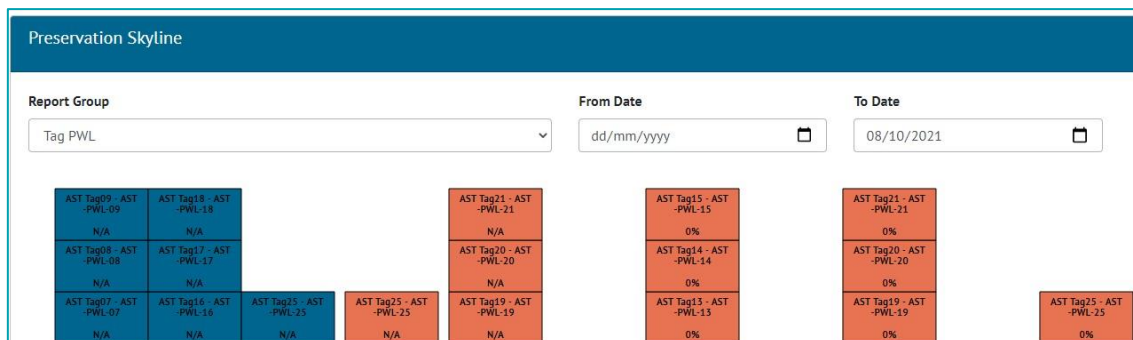 Preservation Skyline
Report Group
From Date
To Date
Tag PWL
dd/mm/yyyy
08/10/2021
AST Tag09 - AST
-PWL-09
N/A
AST Tag18 - AST
-PWL-18
N/A
AST Tag21 - AST
-PWL-21
N/A
AST Tag15 - AST
-PWL-15
0%
AST Tag21 - AST
-PWL-21
0%
AST Tag08 - AST
-PWL-08
N/A
AST Tag17 - AST
-PWL-17
N/A
AST Tag20 - AST
-PWL-20
N/A
AST Tag14 - AST
-PWL-14
0%
AST Tag20 - AST
-PWL-20
0%
AST Tag07 - AST
-PWL-07
N/A
AST Tag16 - AST
-PWL-16
N/A
AST Tag25 - AST
-PWL-25
N/A
AST Tag25 - AST
-PWL-25
N/A
AST Tag19 - AST
-PWL-19
N/A
AST Tag13 - AST
-PWL-13
0%
AST Tag19 - AST
-PWL-19
0%
AST Tag25 - AST
-PWL-25
0%